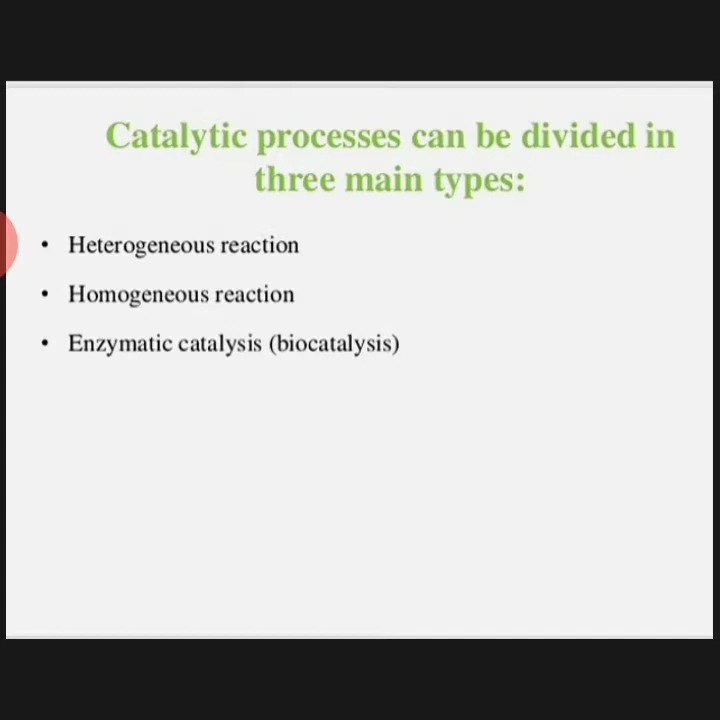 Catalytic processes can be divided in
three main types:
• Heterogeneous reaction
• Homogeneous reaction
• Enzymatic catalysis (biocatalysis)